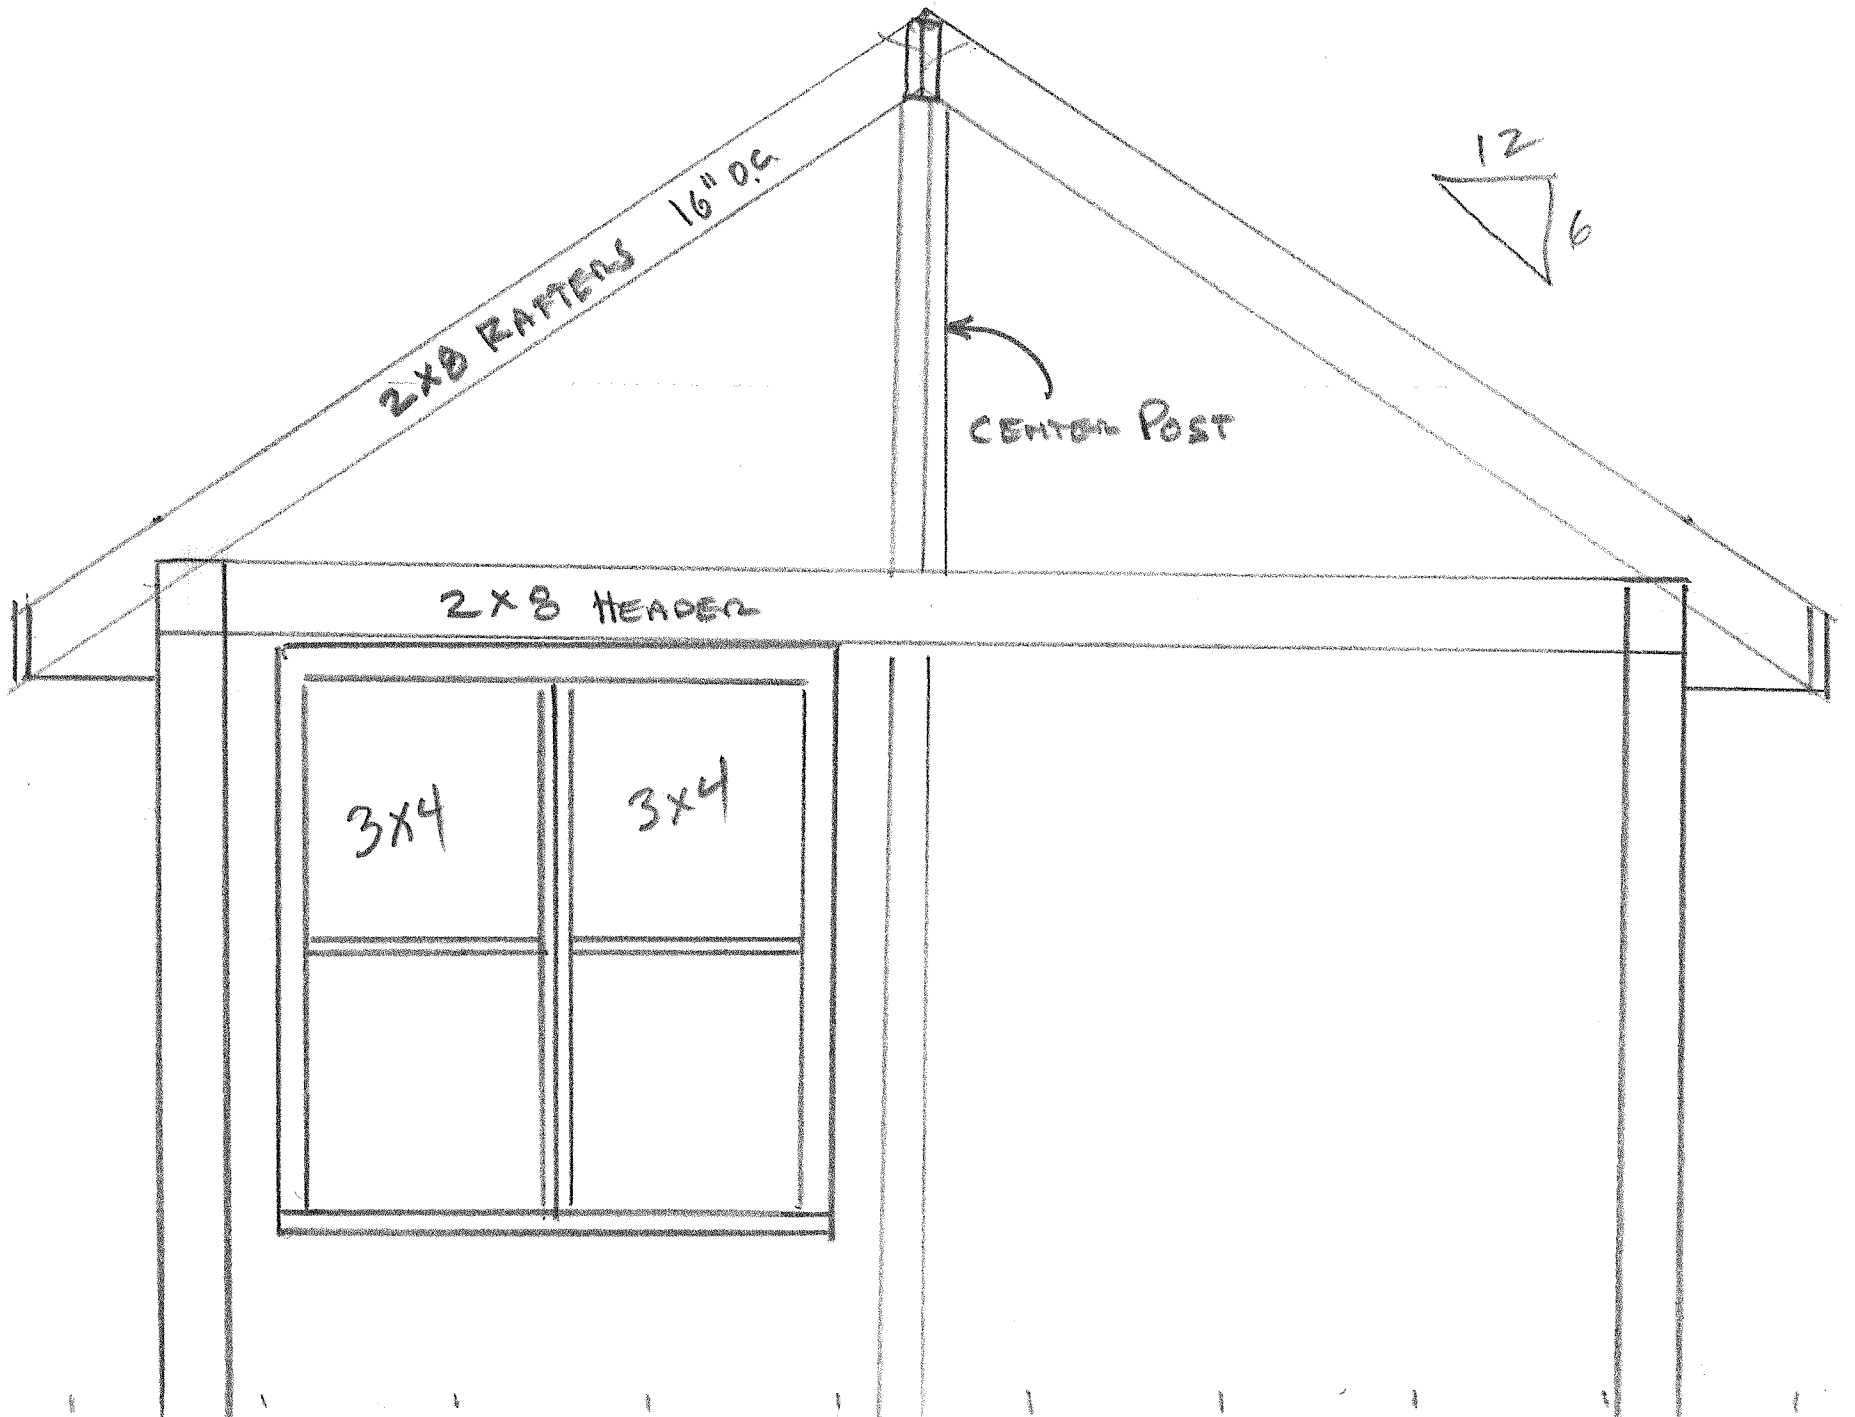 12
6
2X8 RAFTERS 16" O.C.
CENTER POST
2X8 HEADER
3X4
3X4